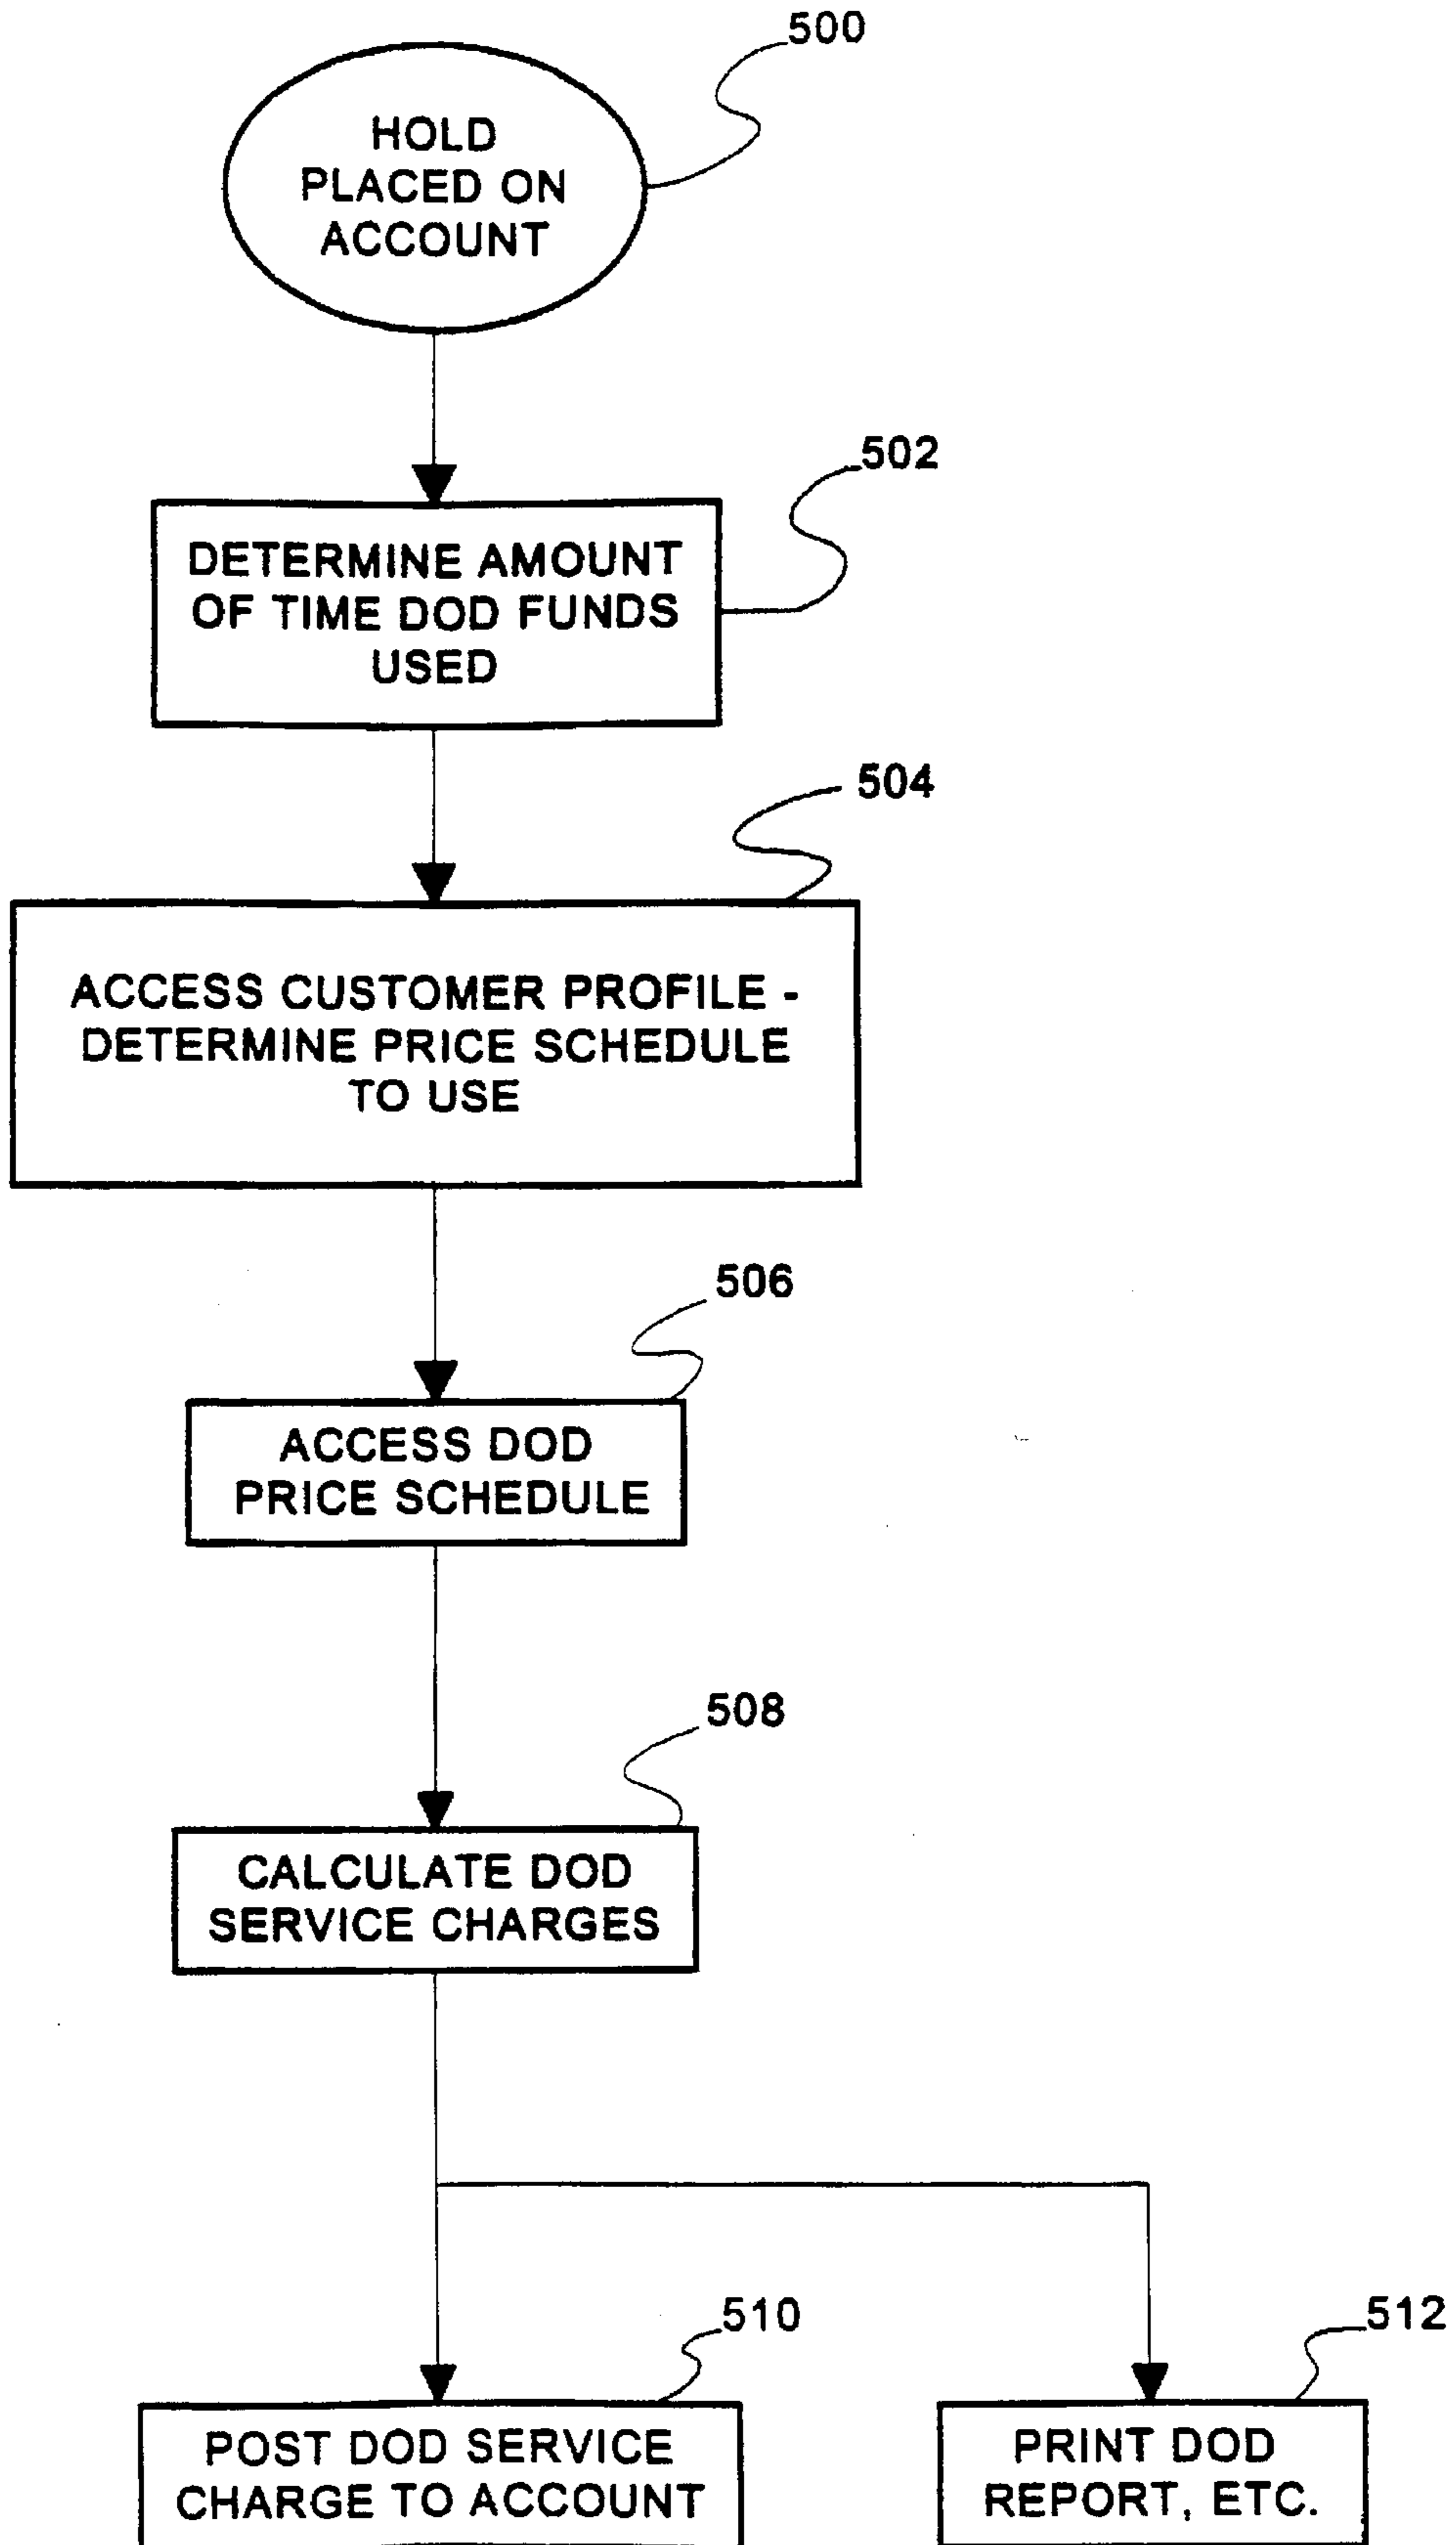 500
HOLD
PLACED ON
ACCOUNT
502
DETERMINE AMOUNT
OF TIME DOD FUNDS
USED
504
ACCESS CUSTOMER PROFILE -
DETERMINE PRICE SCHEDULE
TO USE
506
ACCESS DOD
PRICE SCHEDULE
508
CALCULATE DOD
SERVICE CHARGES
510
POST DOD SERVICE
CHARGE TO ACCOUNT
512
PRINT DOD
REPORT, ETC.